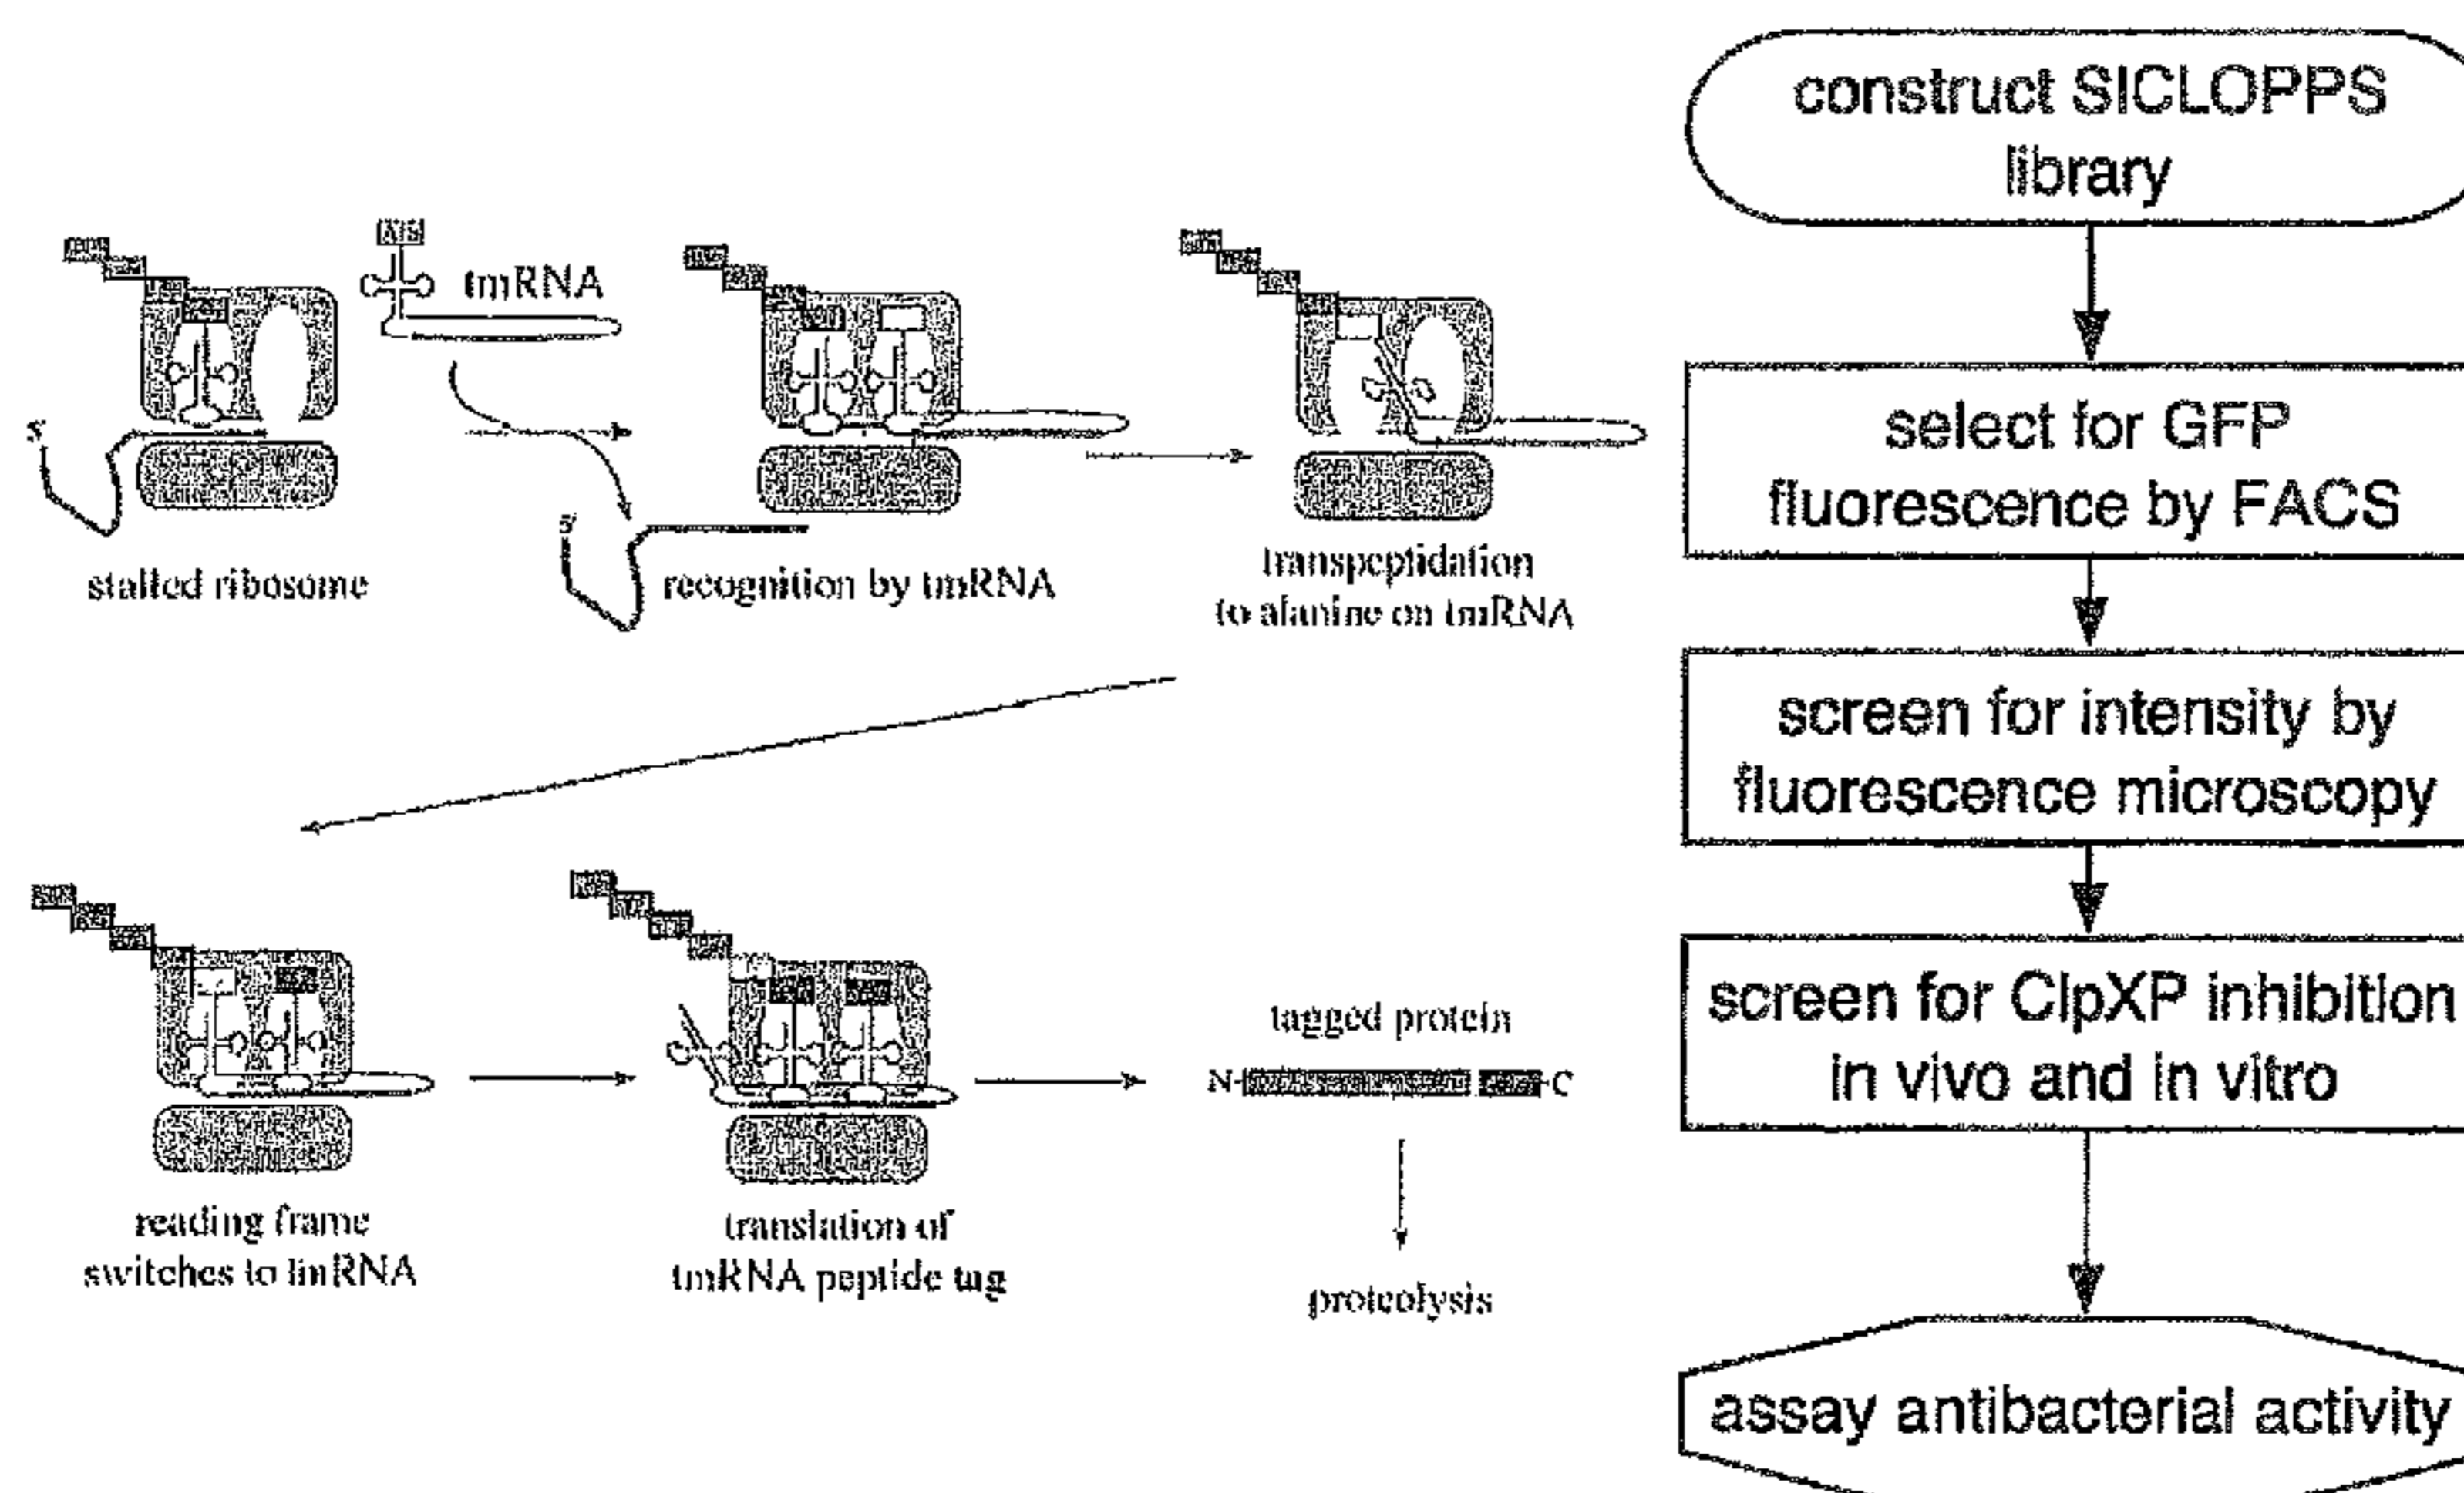 tmRNA
5'
stalled ribosome
recognition by tmRNA
transpeptidation
to alanine on tmRNA
reading frame
switches to tmRNA
translation of
tmRNA peptide tag
tagged protein
N
C
proteolysis
construct SICLOPPS
library
select for GFP
fluorescence by FACS
screen for intensity by
fluorescence microscopy
screen for ClpXP inhibition
in vivo and in vitro
assay antibacterial activity